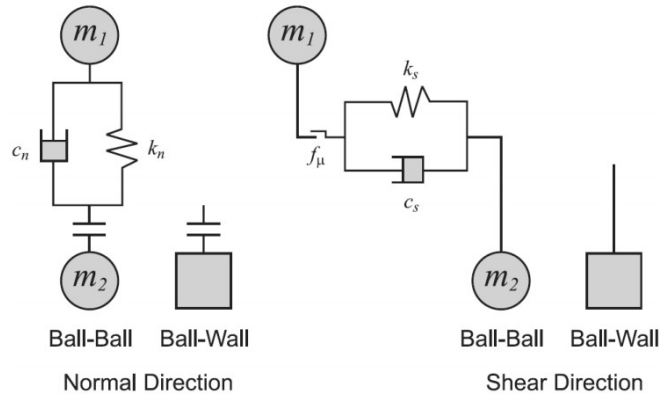 m1
m1
ks
cn
kn
fμ
cs
m2
m2
Ball-Ball
Ball-Wall
Ball-Ball
Ball-Wall
Normal Direction
Shear Direction